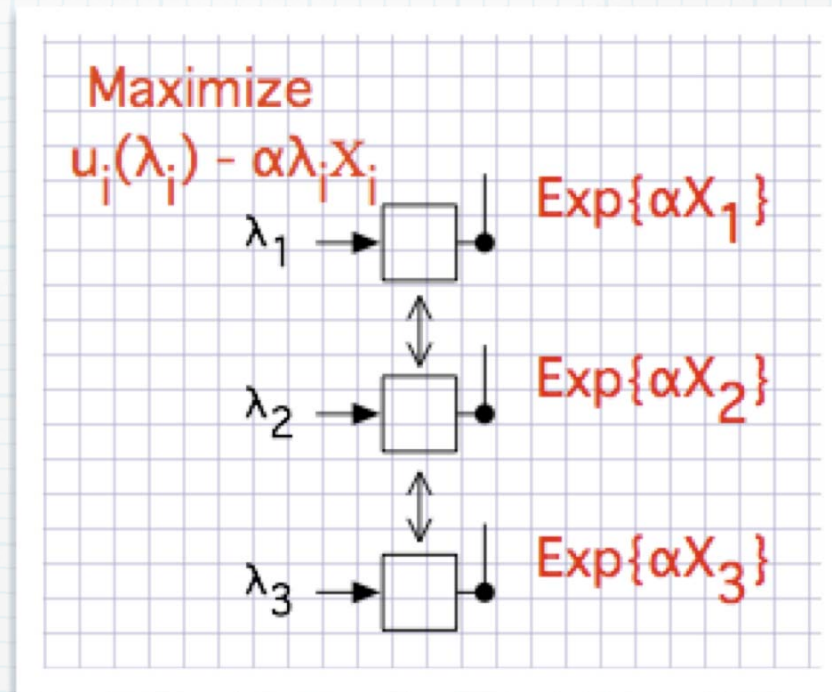 Maximize
uᵢ(λᵢ) - αλᵢXᵢ
λ₁
Exp{αX₁}
λ₂
Exp{αX₂}
λ₃
Exp{αX₃}